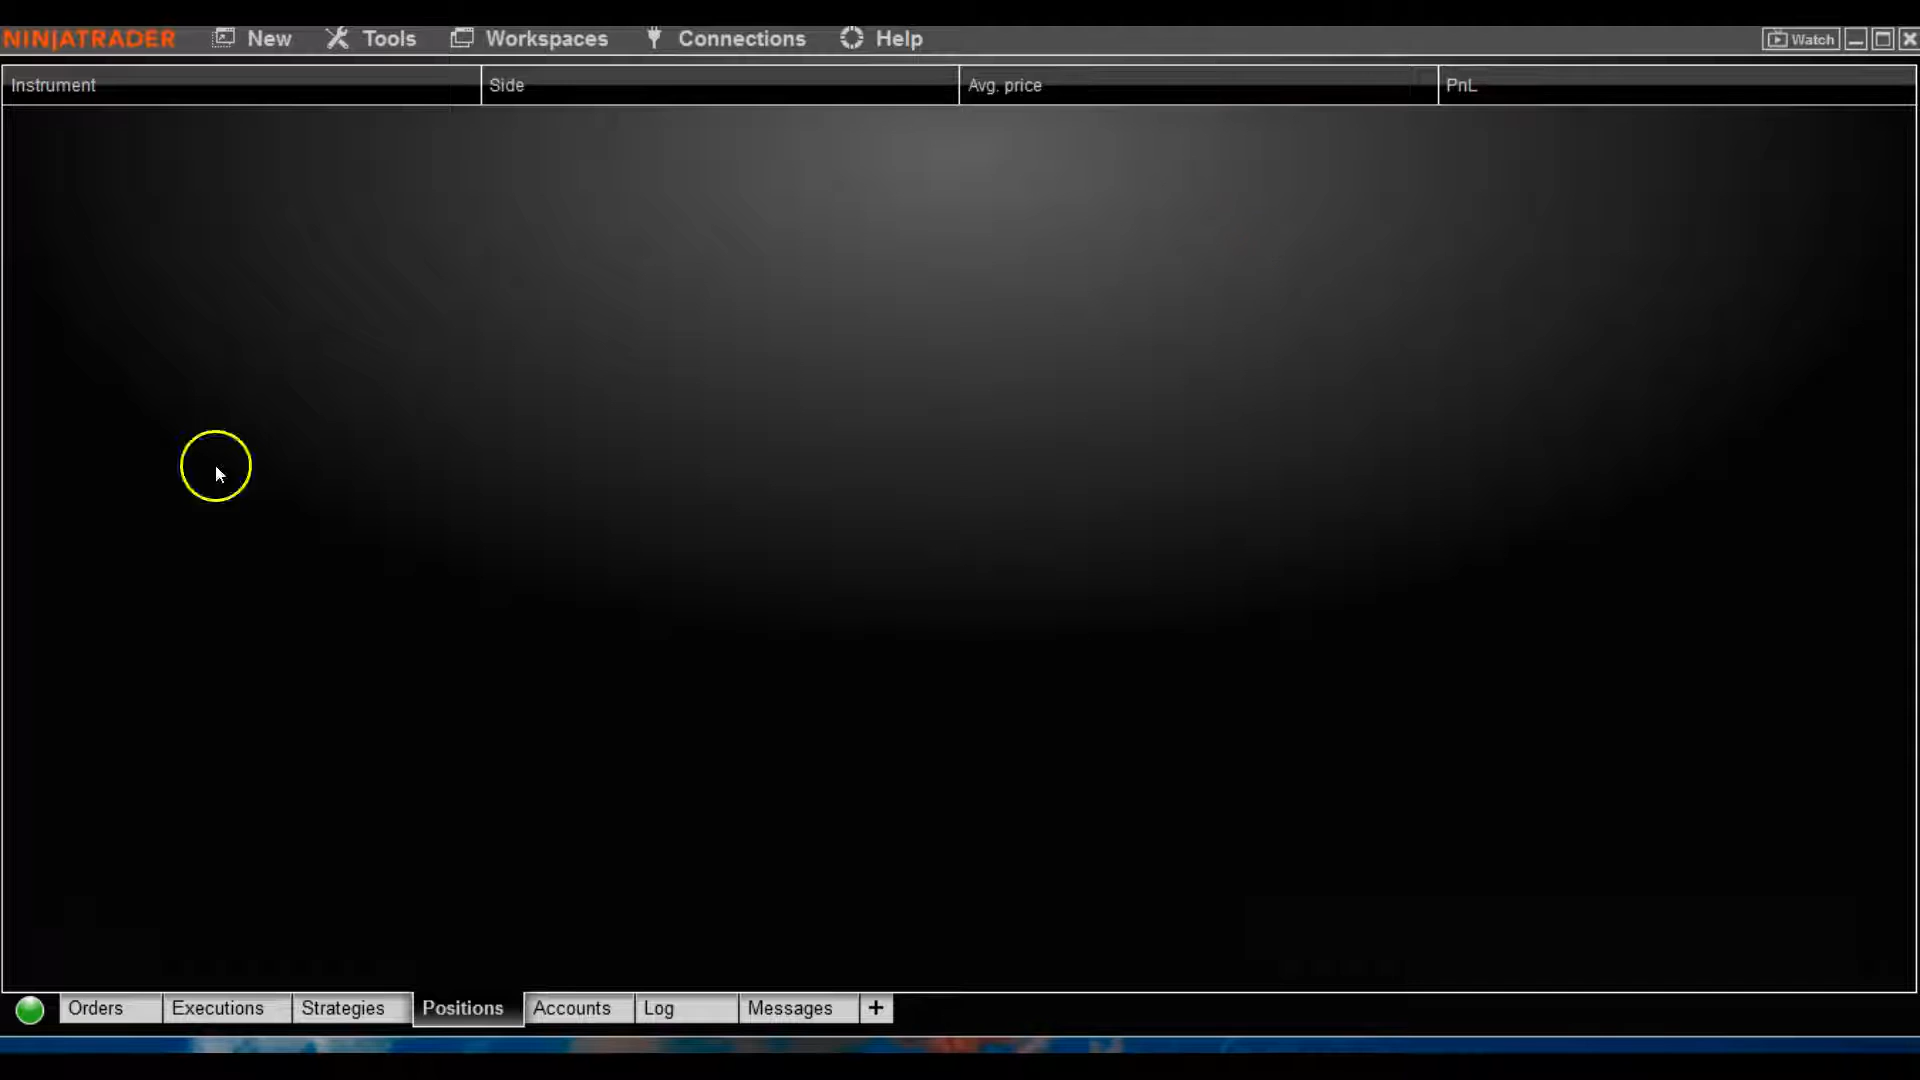 NINJATRADER New Tools Workspaces Connections Help Watch
Instrument Side Avg. price PnL
Orders Executions Strategies Positions Accounts Log Messages +